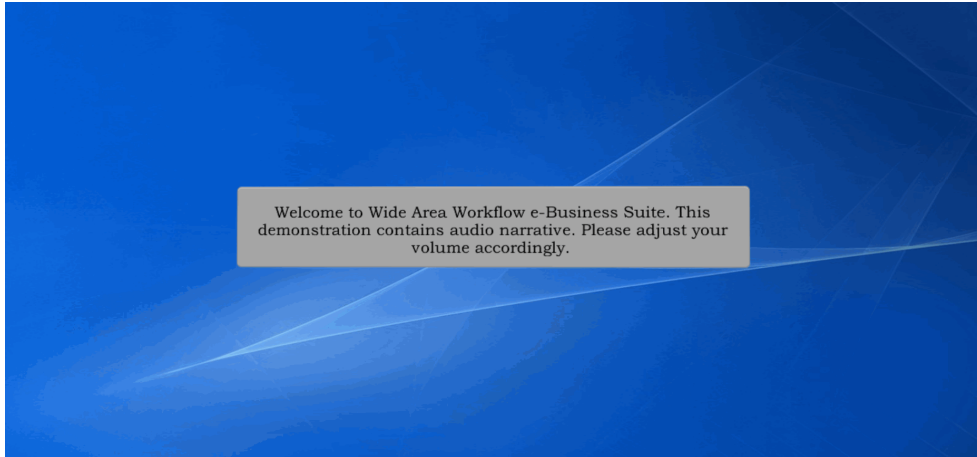 Welcome to Wide Area Workflow e-Business Suite. This
demonstration contains audio narrative. Please adjust your
volume accordingly.